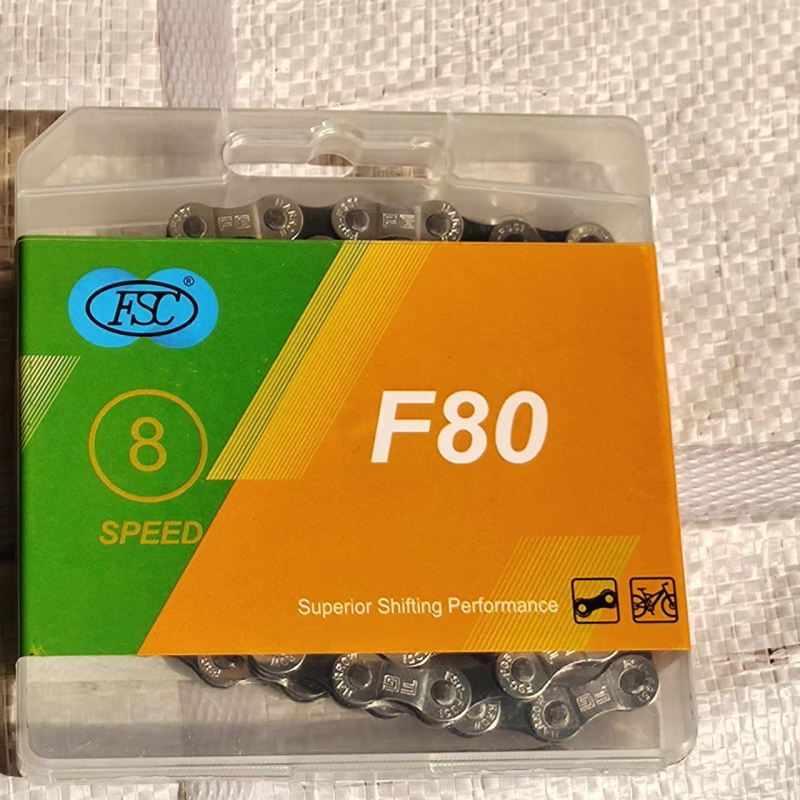 FSC®
8
SPEED
F80
Superior Shifting Performance